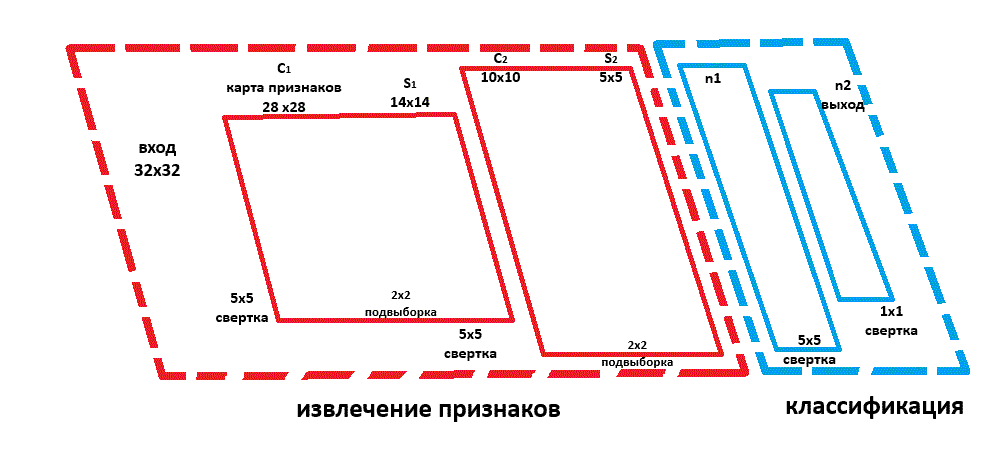 вход
32x32
C1
карта признаков
28 x28
S1
14x14
C2
10x10
S2
5x5
n1
n2
выход
5x5
свертка
2x2
подвыборка
5x5
свертка
2x2
подвыборка
5x5
свертка
1x1
свертка
извлечение признаков
классификация